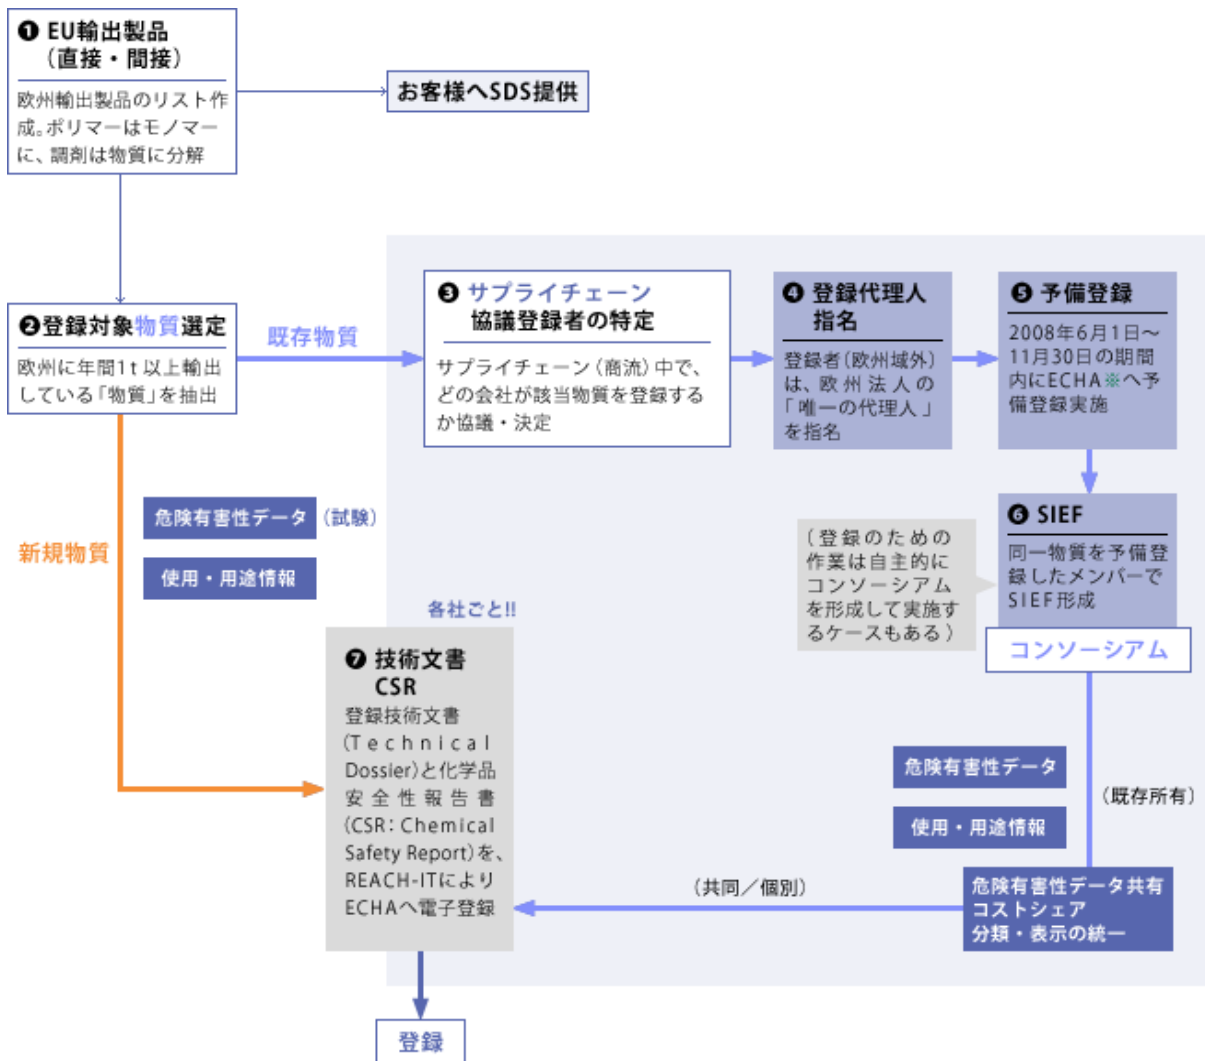 ❶ EU輸出製品
(直接・間接)
欧州輸出製品のリスト作
成。ポリマーはモノマー
に、調剤は物質に分解
お客様へSDS提供
❷登録対象物質選定
欧州に年間1t以上輸出
している「物質」を抽出
既存物質
❸ サプライチェーン
協議登録者の特定
サプライチェーン(商流)中で、
どの会社が該当物質を登録する
か協議・決定
❹ 登録代理人
指名
登録者(欧州域外)
は、欧州法人の
「唯一の代理人」
を指名
❺ 予備登録
2008年6月1日〜
11月30日の期間
内にECHA※へ予
備登録実施
❻ SIEF
同一物質を予備登
録したメンバーで
SIEF形成
コンソーシアム
(登録のための
作業は自主的に
コンソーシアム
を形成して実施す
るケースもある)
新規物質
危険有害性データ (試験)
使用・用途情報
各社ごと!!
❼ 技術文書
CSR
登録技術文書
(Technical
Dossier)と化学品
安全性報告書
(CSR: Chemical
Safety Report)を、
REACH-ITにより
ECHAへ電子登録
危険有害性データ
使用・用途情報
(既存所有)
危険有害性データ共有
コストシェア
分類・表示の統一
(共同/個別)
登録